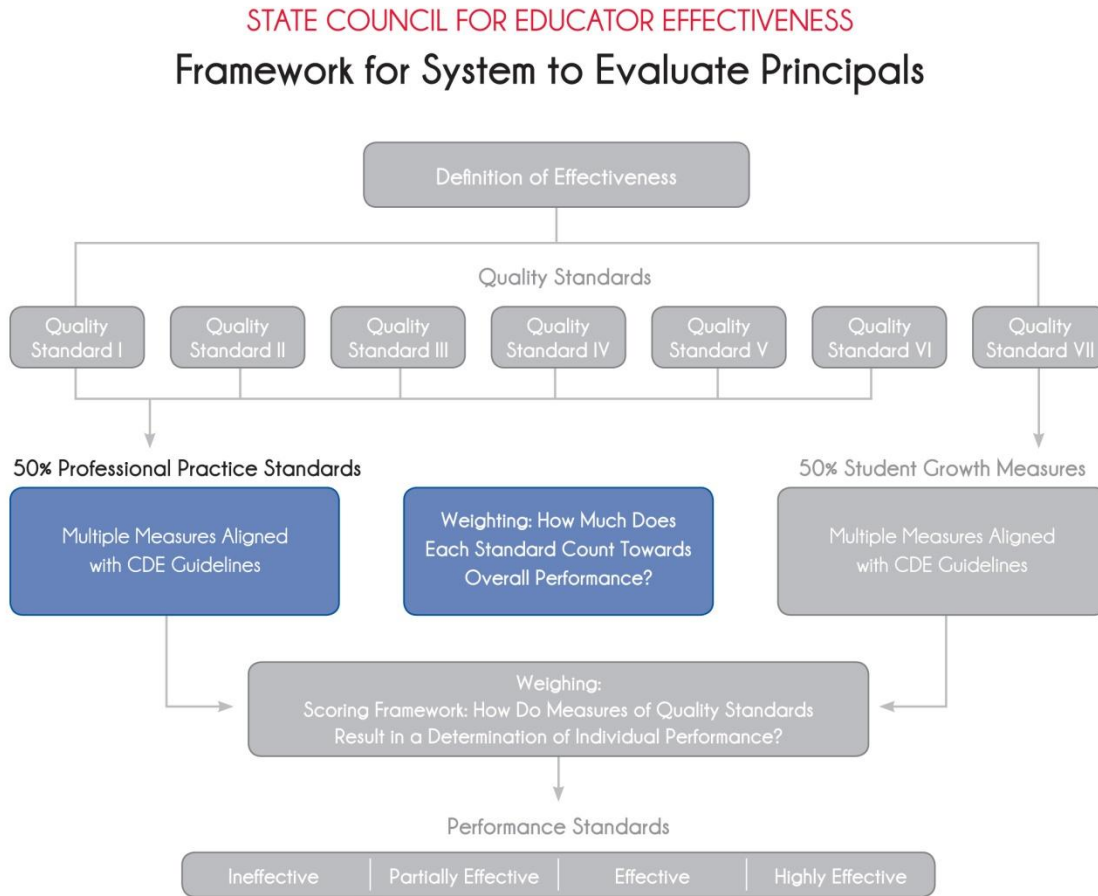 STATE COUNCIL FOR EDUCATOR EFFECTIVENESS
Framework for System to Evaluate Principals
Definition of Effectiveness
Quality Standards
Quality
Standard I
Quality
Standard II
Quality
Standard III
Quality
Standard IV
Quality
Standard V
Quality
Standard VI
Quality
Standard VII
50% Professional Practice Standards
50% Student Growth Measures
Multiple Measures Aligned
with CDE Guidelines
Weighting: How Much Does
Each Standard Count Towards
Overall Performance?
Multiple Measures Aligned
with CDE Guidelines
Weighing:
Scoring Framework: How Do Measures of Quality Standards
Result in a Determination of Individual Performance?
Performance Standards
Ineffective
Partially Effective
Effective
Highly Effective